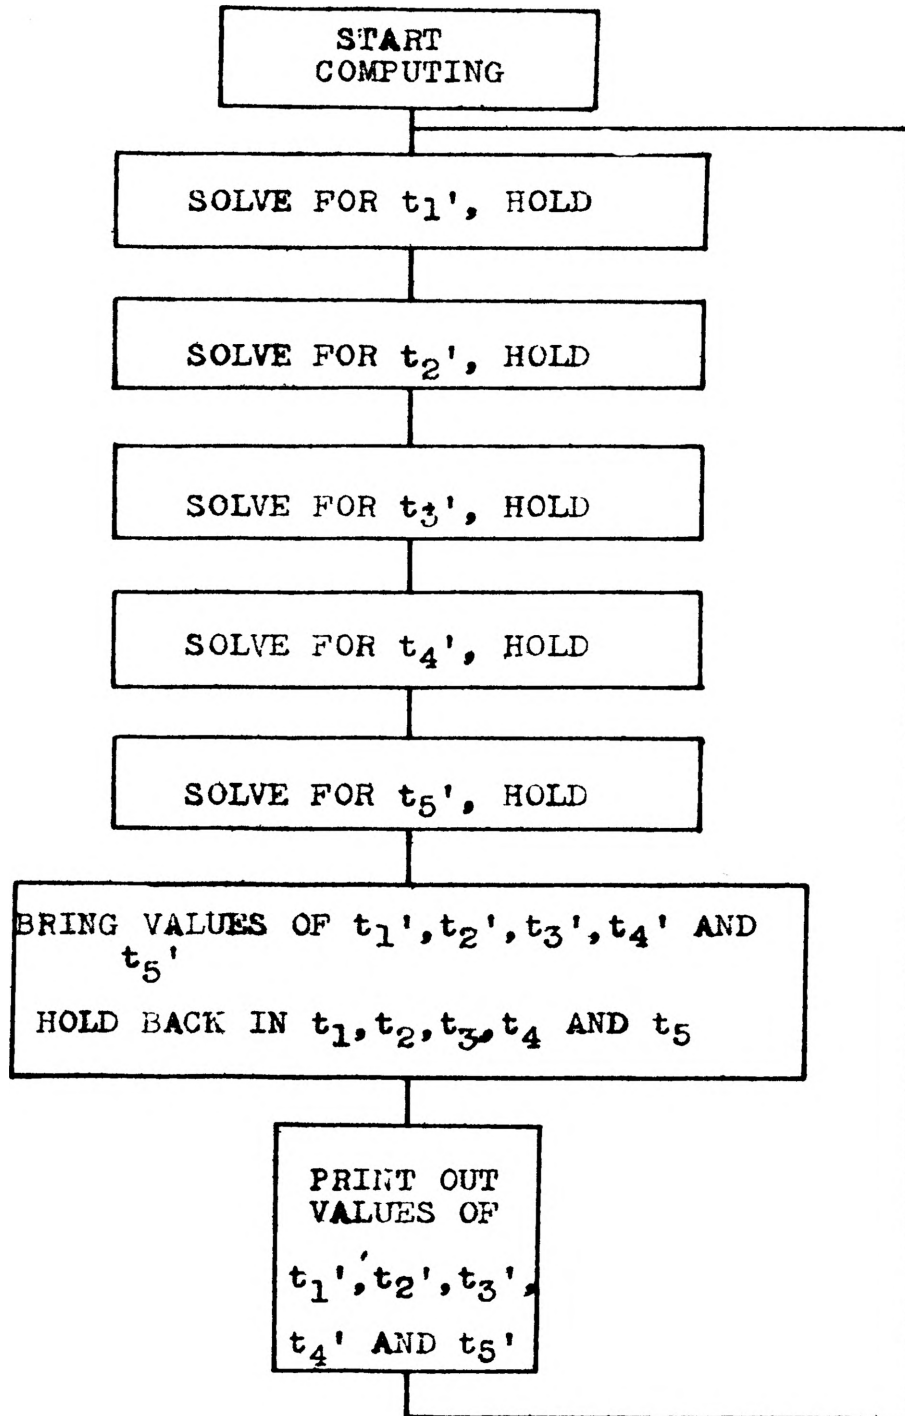 START
COMPUTING
SOLVE FOR t₁', HOLD
SOLVE FOR t₂', HOLD
SOLVE FOR t₃', HOLD
SOLVE FOR t₄', HOLD
SOLVE FOR t₅', HOLD
BRING VALUES OF t₁',t₂',t₃',t₄' AND
t₅'
HOLD BACK IN t₁,t₂,t₃,t₄ AND t₅
PRINT OUT
VALUES OF
t₁',t₂',t₃',
t₄' AND t₅'